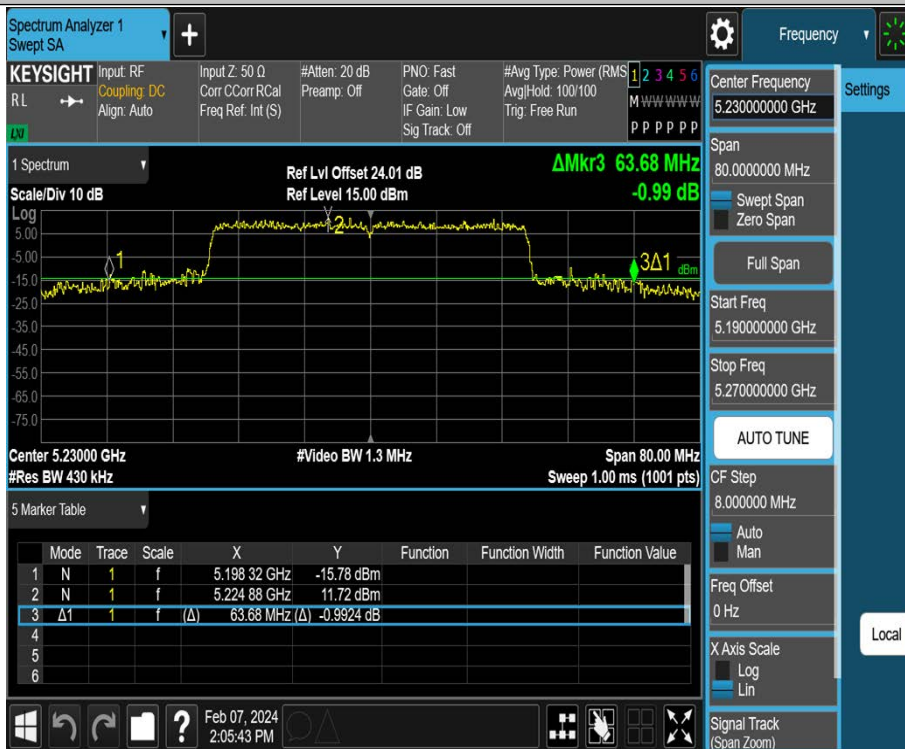 Spectrum Analyzer 1
Swept SA
+
Frequency
KEYSIGHT
RL
LXI
Input: RF
Coupling: DC
Align: Auto
Input Z: 50 Ω
Corr CCorr RCal
Freq Ref: Int (S)
#Atten: 20 dB
Preamp: Off
PNO: Fast
Gate: Off
IF Gain: Low
Sig Track: Off
#Avg Type: Power (RMS
Avg|Hold: 100/100
Trig: Free Run
1 2 3 4 5 6
M W W W W W
P P P P P P
1 Spectrum
Scale/Div 10 dB
Ref Lvl Offset 24.01 dB
Ref Level 15.00 dBm
ΔMkr3 63.68 MHz
-0.99 dB
Log
5.00
-5.00
-15.0
-25.0
-35.0
-45.0
-55.0
-65.0
-75.0
1
2
3Δ1
dBm
Center 5.23000 GHz
#Video BW 1.3 MHz
Span 80.00 MHz
#Res BW 430 kHz
Sweep 1.00 ms (1001 pts)
5 Marker Table
Mode Trace Scale X Y Function Function Width Function Value
1 N 1 f 5.198 32 GHz -15.78 dBm
2 N 1 f 5.224 88 GHz 11.72 dBm
3 Δ1 1 f (Δ) 63.68 MHz (Δ) -0.9924 dB
4
5
6
?
Feb 07, 2024
2:05:43 PM
Center Frequency
5.230000000 GHz
Span
80.0000000 MHz
Swept Span
Zero Span
Full Span
Start Freq
5.190000000 GHz
Stop Freq
5.270000000 GHz
AUTO TUNE
CF Step
8.000000 MHz
Auto
Man
Freq Offset
0 Hz
X Axis Scale
Log
Lin
Signal Track
(Span Zoom)
Settings
Local